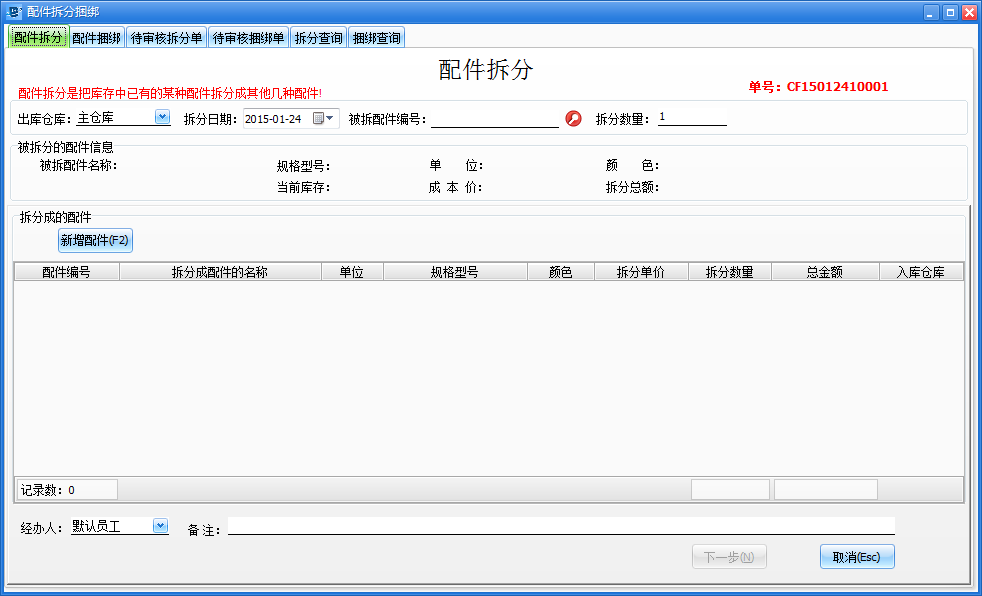 配件拆分捆绑
配件拆分 配件捆绑 待审核拆分单 待审核捆绑单 拆分查询 捆绑查询
配件拆分
配件拆分是把库存中已有的某种配件拆分成其他几种配件!
单号：CF15012410001
出库仓库： 主仓库 拆分日期： 2015-01-24 被拆配件编号： 拆分数量： 1
被拆分的配件信息
被拆配件名称： 规格型号： 单 位： 颜 色：
当前库存： 成 本 价： 拆分总额：
拆分成的配件
新增配件(F2)
配件编号 拆分成配件的名称 单位 规格型号 颜色 拆分单价 拆分数量 总金额 入库仓库
记录数：0
经办人： 默认员工 备 注：
下一步(N) 取消(Esc)